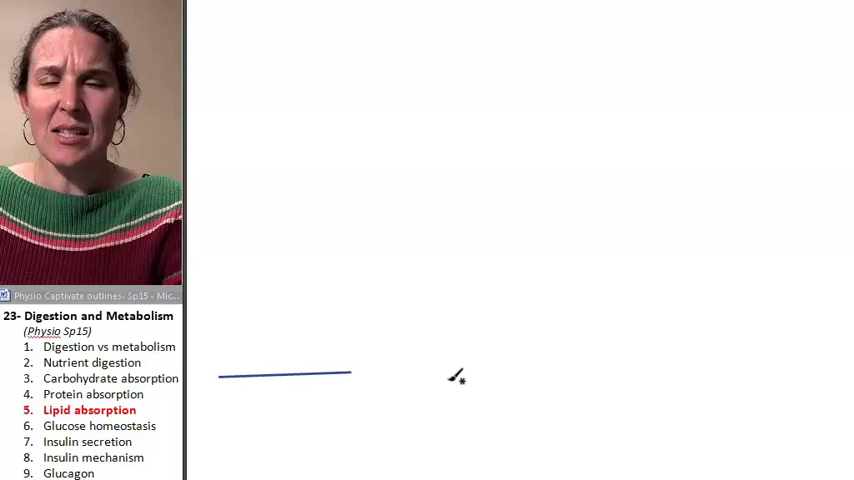 Physio Captivate outlines- Sp15 - Mic...
23- Digestion and Metabolism
(Physio Sp15)
1. Digestion vs metabolism
2. Nutrient digestion
3. Carbohydrate absorption
4. Protein absorption
5. Lipid absorption
6. Glucose homeostasis
7. Insulin secretion
8. Insulin mechanism
9. Glucagon